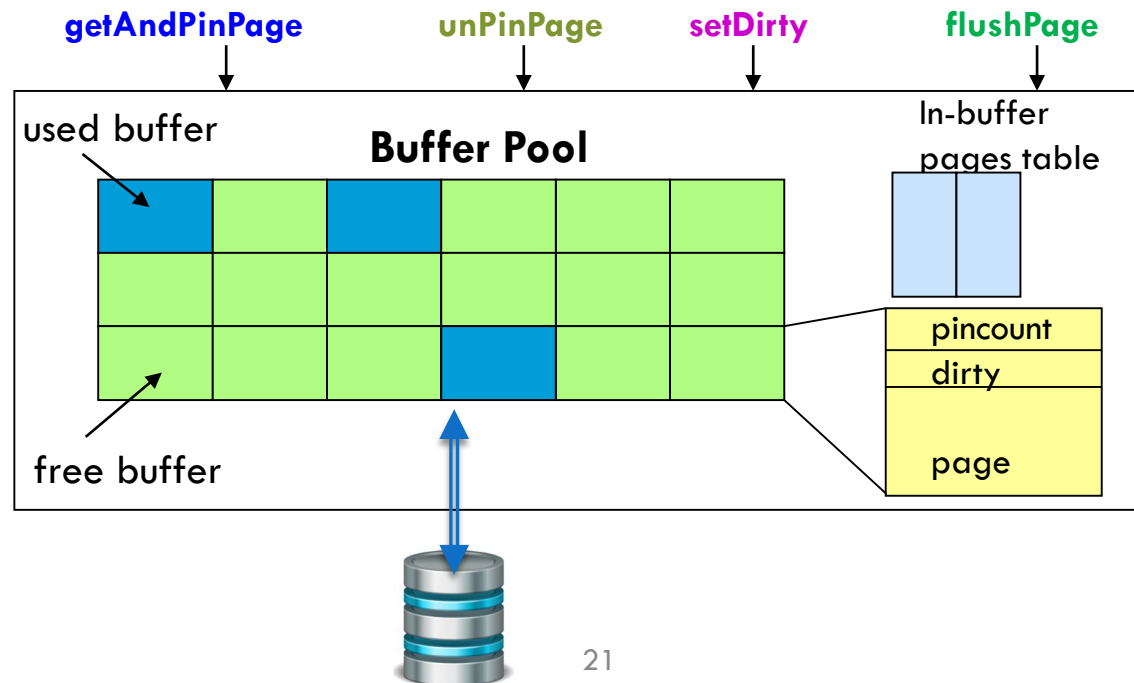 getAndPinPage unPinPage setDirty flushPage
used buffer
Buffer Pool
In-buffer
pages table
pincount
dirty
page
free buffer
21